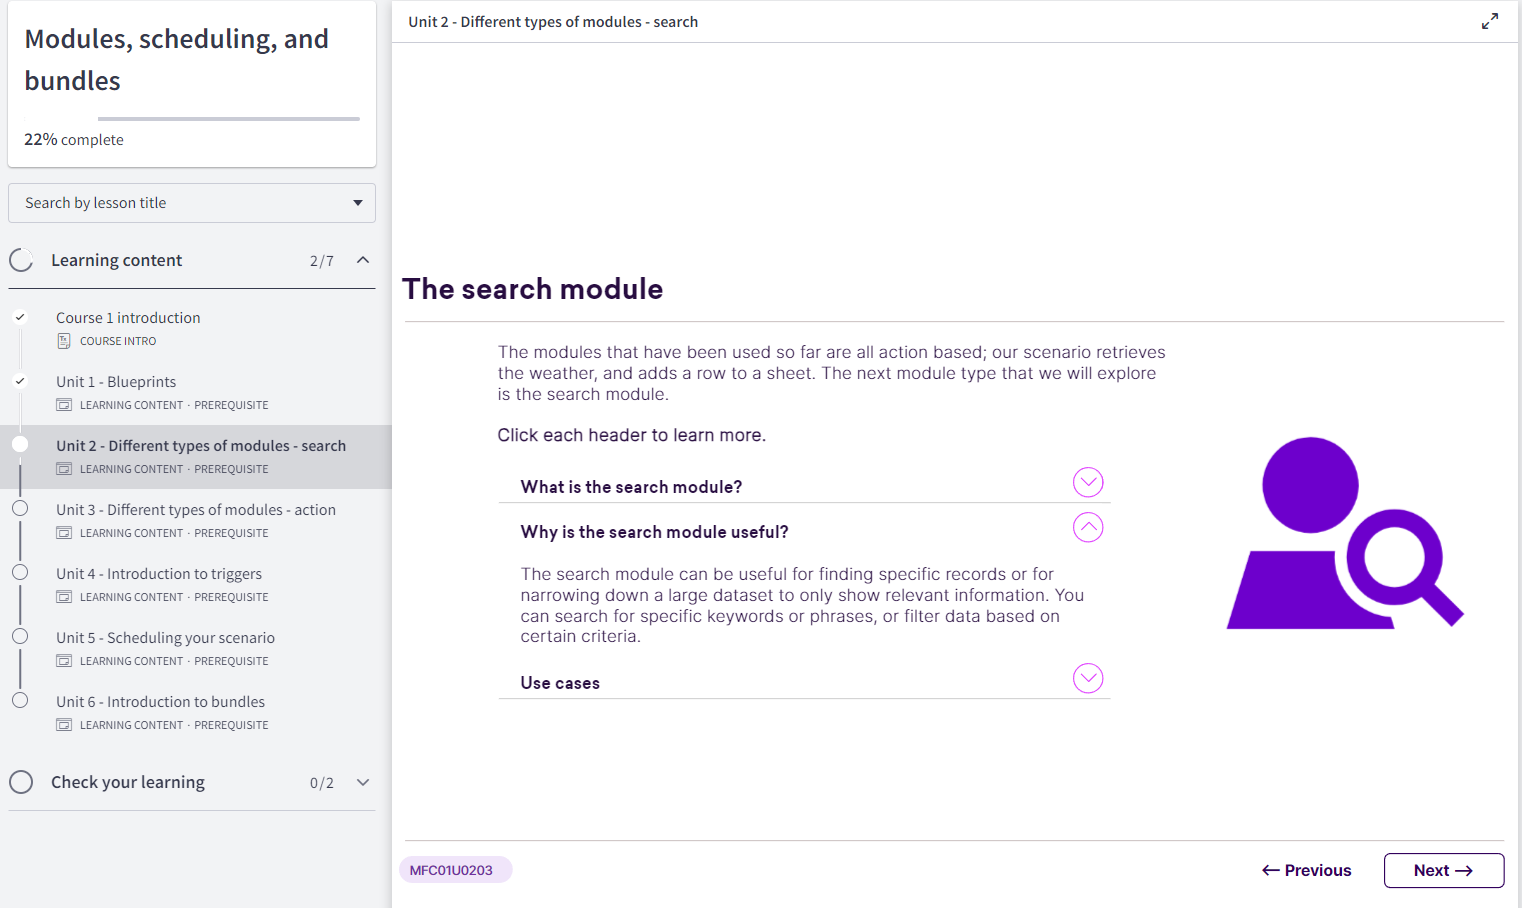 Modules, scheduling, and
bundles
22% complete
Search by lesson title
Learning content 2/7
Course 1 introduction
COURSE INTRO
Unit 1 - Blueprints
LEARNING CONTENT · PREREQUISITE
Unit 2 - Different types of modules - search
LEARNING CONTENT · PREREQUISITE
Unit 3 - Different types of modules - action
LEARNING CONTENT · PREREQUISITE
Unit 4 - Introduction to triggers
LEARNING CONTENT · PREREQUISITE
Unit 5 - Scheduling your scenario
LEARNING CONTENT · PREREQUISITE
Unit 6 - Introduction to bundles
LEARNING CONTENT · PREREQUISITE
Check your learning 0/2
Unit 2 - Different types of modules - search
The search module
The modules that have been used so far are all action based; our scenario retrieves
the weather, and adds a row to a sheet. The next module type that we will explore
is the search module.
Click each header to learn more.
What is the search module?
Why is the search module useful?
The search module can be useful for finding specific records or for
narrowing down a large dataset to only show relevant information. You
can search for specific keywords or phrases, or filter data based on
certain criteria.
Use cases
MFC01U0203
← Previous
Next →